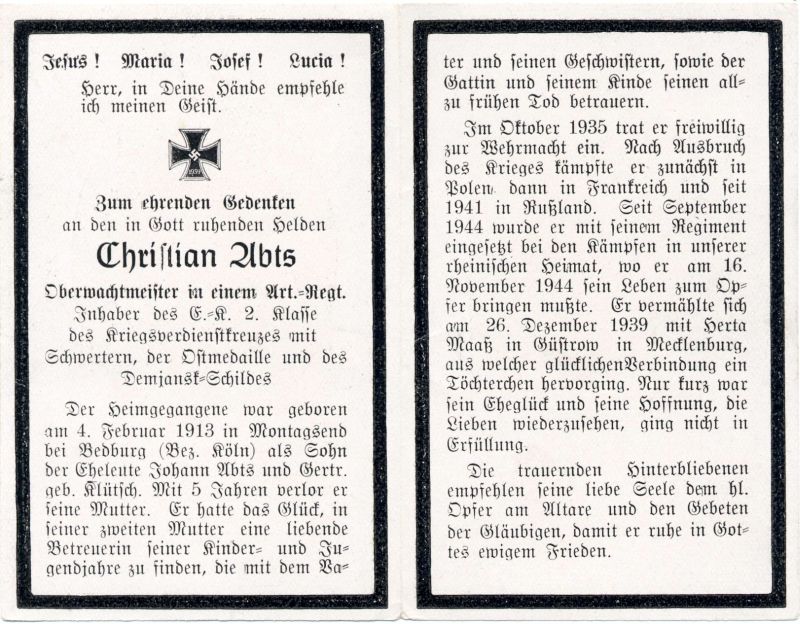 Jesus! Maria! Josef! Lucia!
Herr, in Deine Hände empfehle
ich meinen Geist.
1939
Zum ehrenden Gedenken
an den in Gott ruhenden Helden
Christian Abts
Oberwachtmeister in einem Art.-Regt.
Inhaber des E.-K. 2. Klasse
des Kriegsverdienstkreuzes mit
Schwertern, der Ostmedaille und des
Demjansk-Schildes
Der Heimgegangene war geboren
am 4. Februar 1913 in Montagsend
bei Bedburg (Bez. Köln) als Sohn
der Eheleute Johann Abts und Gertr.
geb. Klütsch. Mit 5 Jahren verlor er
seine Mutter. Er hatte das Glück, in
seiner zweiten Mutter eine liebende
Betreuerin seiner Kinder- und Ju-
gendjahre zu finden, die mit dem Va-
ter und seinen Geschwistern, sowie der
Gattin und seinem Kinde seinen all-
zu frühen Tod betrauern.
Im Oktober 1935 trat er freiwillig
zur Wehrmacht ein. Nach Ausbruch
des Krieges kämpfte er zunächst in
Polen, dann in Frankreich und seit
1941 in Rußland. Seit September
1944 wurde er mit seinem Regiment
eingesetzt bei den Kämpfen in unserer
rheinischen Heimat, wo er am 16.
November 1944 sein Leben zum Op-
fer bringen mußte. Er vermählte sich
am 26. Dezember 1939 mit Herta
Maaß in Güstrow in Mecklenburg,
aus welcher glücklichen Verbindung ein
Töchterchen hervorging. Nur kurz war
sein Eheglück und seine Hoffnung, die
Lieben wiederzusehen, ging nicht in
Erfüllung.
Die trauernden Hinterbliebenen
empfehlen seine liebe Seele dem hl.
Opfer am Altare und den Gebeten
der Gläubigen, damit er ruhe in Got-
tes ewigem Frieden.